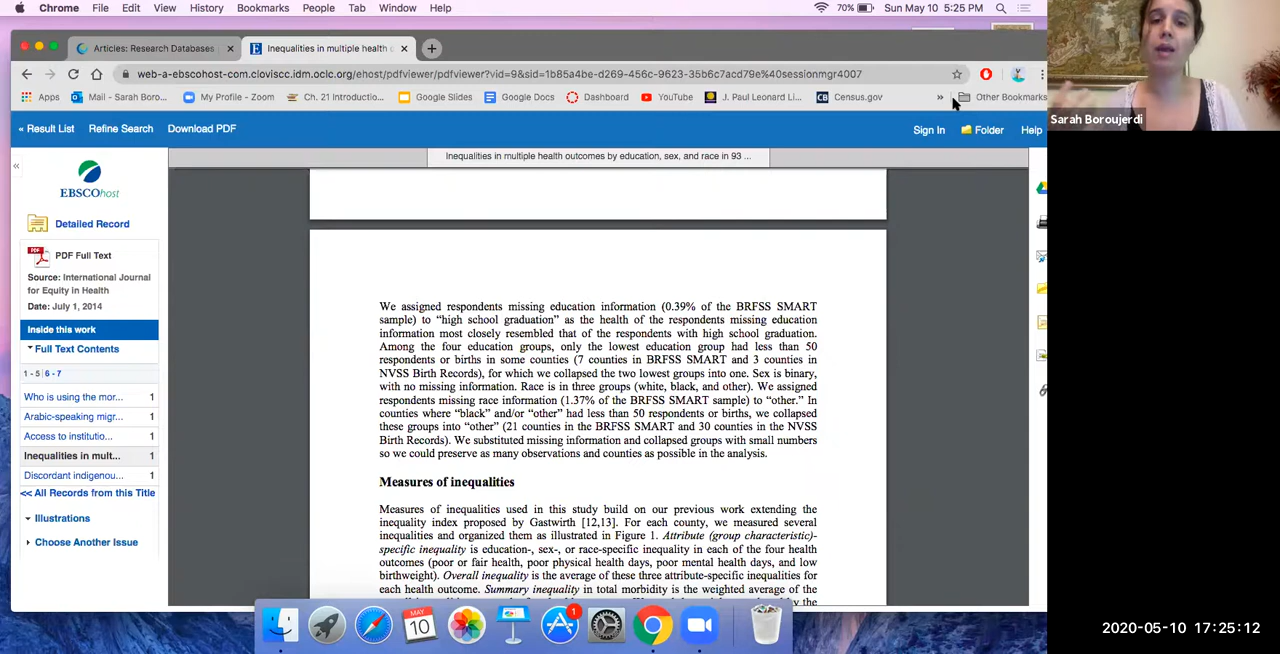 Chrome File Edit View History Bookmarks People Tab Window Help 70% Sun May 10 5:25 PM
Articles: Research Databases
Inequalities in multiple health
web-a-ebscohost-com.cloviscc.idm.oclc.org/ehost/pdfviewer/pdfviewer?vid=9&sid=1b85a4be-d269-456c-9623-35b6c7acd79e%40sessionmgr4007
Apps Mail - Sarah Boro... My Profile - Zoom Ch. 21 Introductio... Google Slides Google Docs Dashboard YouTube J. Paul Leonard Li... CB Census.gov » Other Bookmarks
Sarah Boroujerdi
« Result List Refine Search Download PDF Sign In Folder Help
Inequalities in multiple health outcomes by education, sex, and race in 93 ...
«
EBSCOhost
Detailed Record
PDF PDF Full Text
Source: International Journal
for Equity in Health
Date: July 1, 2014
Inside this work
Full Text Contents
1 - 5 6 - 7
Who is using the mor... 1
Arabic-speaking migr... 1
Access to institutio... 1
Inequalities in mult... 1
Discordant indigenou... 1
<< All Records from this Title
Illustrations
Choose Another Issue
We assigned respondents missing education information (0.39% of the BRFSS SMART
sample) to “high school graduation” as the health of the respondents missing education
information most closely resembled that of the respondents with high school graduation.
Among the four education groups, only the lowest education group had less than 50
respondents or births in some counties (7 counties in BRFSS SMART and 3 counties in
NVSS Birth Records), for which we collapsed the two lowest groups into one. Sex is binary,
with no missing information. Race is in three groups (white, black, and other). We assigned
respondents missing race information (1.37% of the BRFSS SMART sample) to “other.” In
counties where “black” and/or “other” had less than 50 respondents or births, we collapsed
these groups into “other” (21 counties in the BRFSS SMART and 30 counties in the NVSS
Birth Records). We substituted missing information and collapsed groups with small numbers
so we could preserve as many observations and counties as possible in the analysis.
Measures of inequalities
Measures of inequalities used in this study build on our previous work extending the
inequality index proposed by Gastwirth [12,13]. For each county, we measured several
inequalities and organized them as illustrated in Figure 1. Attribute (group characteristic)-
specific inequality is education-, sex-, or race-specific inequality in each of the four health
outcomes (poor or fair health, poor physical health days, poor mental health days, and low
birthweight). Overall inequality is the average of these three attribute-specific inequalities for
each health outcome. Summary inequality in total morbidity is the weighted average of the
MAY
10
1
2020-05-10 17:25:12